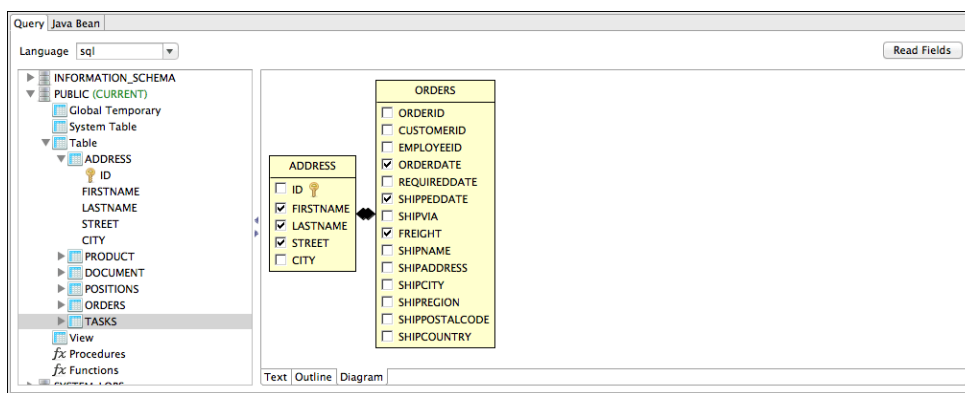 Query Java Bean
Language sql Read Fields
INFORMATION_SCHEMA
PUBLIC (CURRENT)
Global Temporary
System Table
Table
ADDRESS
ID
FIRSTNAME
LASTNAME
STREET
CITY
PRODUCT
DOCUMENT
POSITIONS
ORDERS
TASKS
View
fx Procedures
fx Functions
ADDRESS
ID
FIRSTNAME
LASTNAME
STREET
CITY
ORDERS
ORDERID
CUSTOMERID
EMPLOYEEID
ORDERDATE
REQUIREDDATE
SHIPPEDDATE
SHIPVIA
FREIGHT
SHIPNAME
SHIPADDRESS
SHIPCITY
SHIPREGION
SHIPPOSTALCODE
SHIPCOUNTRY
Text Outline Diagram